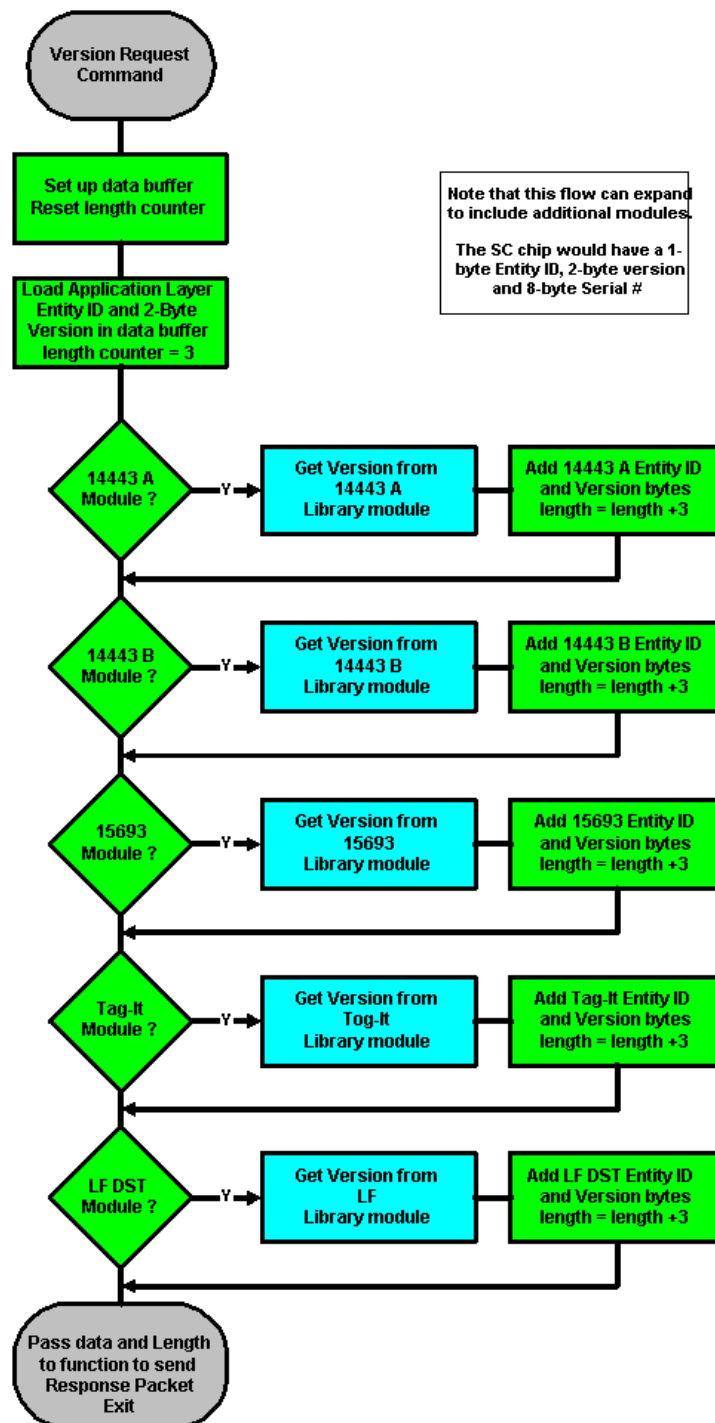 Version Request
Command
Set up data buffer
Reset length counter
Note that this flow can expand
to include additional modules.
The SC chip would have a 1-
byte Entity ID, 2-byte version
and 8-byte Serial #
Load Application Layer
Entity ID and 2-Byte
Version in data buffer
length counter = 3
14443 A
Module ?
Y
Get Version from
14443 A
Library module
Add 14443 A Entity ID
and Version bytes
length = length +3
14443 B
Module ?
Y
Get Version from
14443 B
Library module
Add 14443 B Entity ID
and Version bytes
length = length +3
15693
Module ?
Y
Get Version from
15693
Library module
Add 15693 Entity ID
and Version bytes
length = length +3
Tag-It
Module ?
Y
Get Version from
Tog-It
Library module
Add Tag-It Entity ID
and Version bytes
length = length +3
LF DST
Module ?
Y
Get Version from
LF
Library module
Add LF DST Entity ID
and Version bytes
length = length +3
Pass data and Length
to function to send
Response Packet
Exit